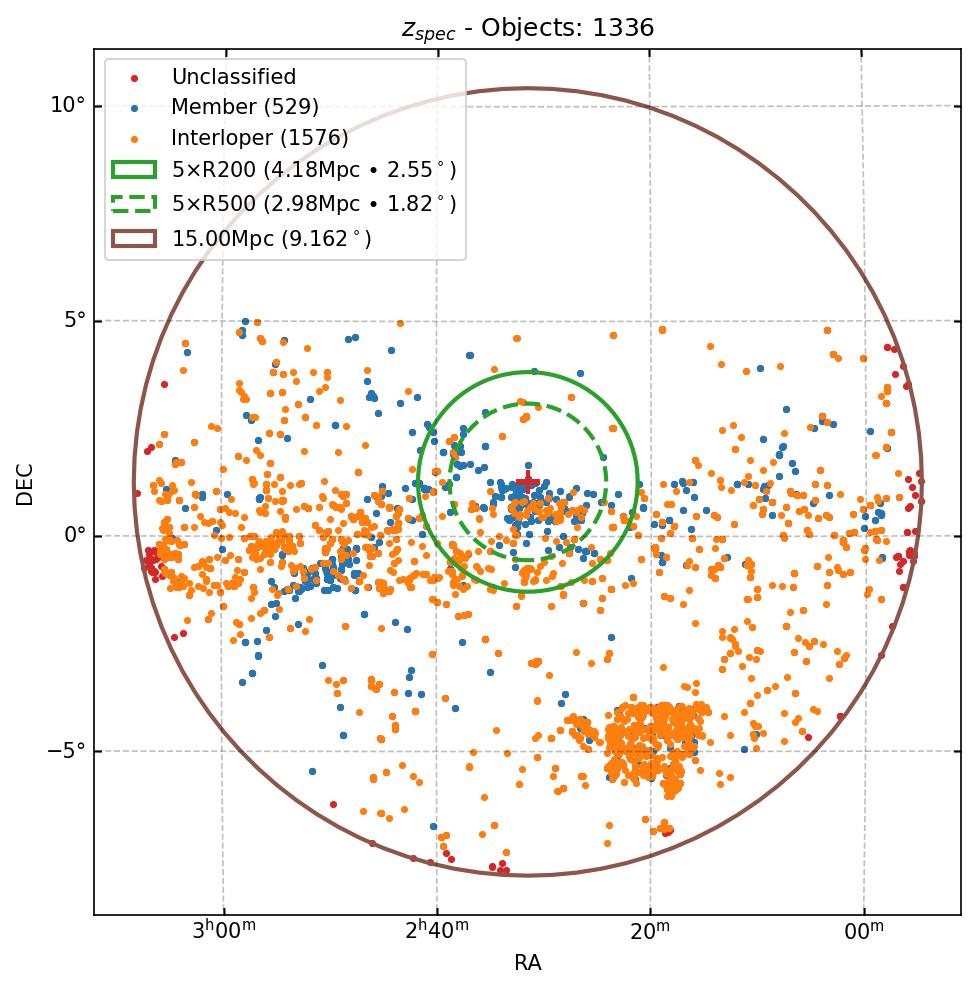 z_spec - Objects: 1336
Unclassified
Member (529)
Interloper (1576)
5×R200 (4.18Mpc • 2.55°)
5×R500 (2.98Mpc • 1.82°)
15.00Mpc (9.162°)
10°
5°
0°
−5°
DEC
3ʰ00ᵐ 2ʰ40ᵐ 20ᵐ 00ᵐ
RA